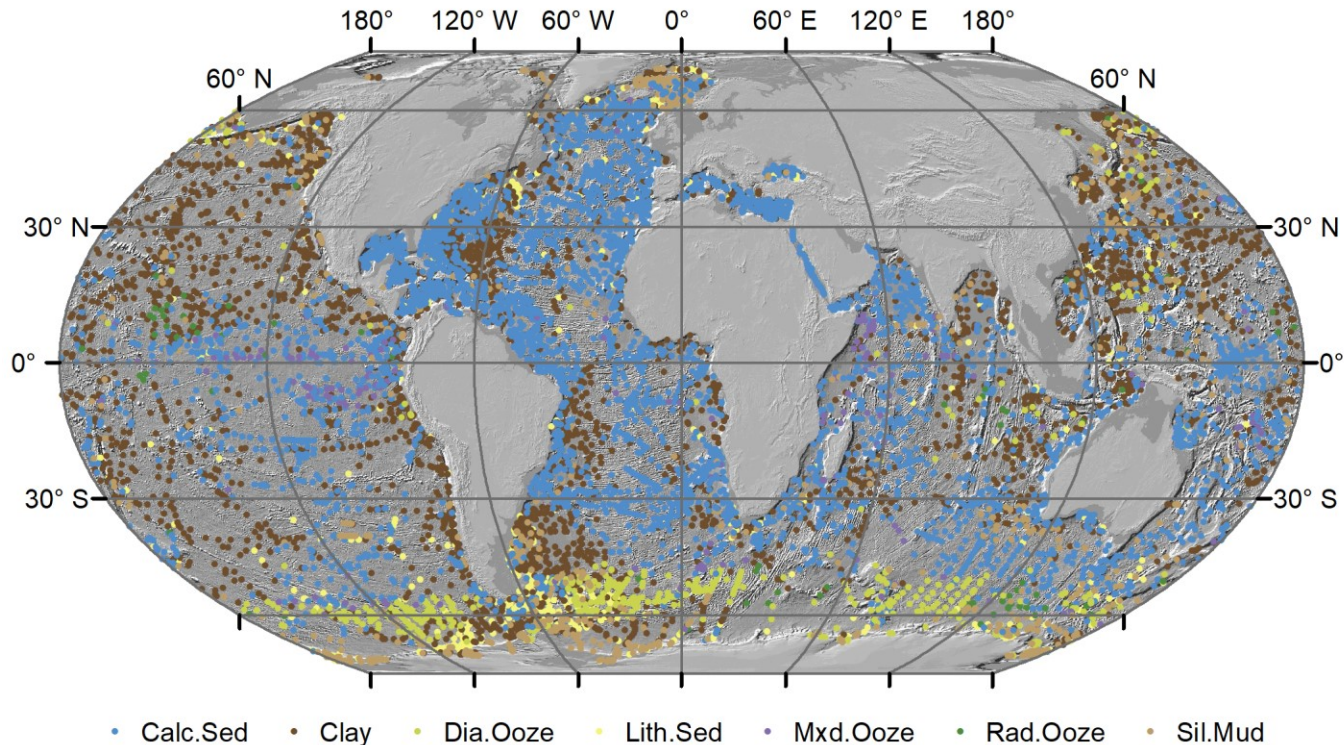 180° 120° W 60° W 0° 60° E 120° E 180°
60° N 60° N
30° N 30° N
0° 0°
30° S 30° S
Calc.Sed Clay Dia.Ooze Lith.Sed Mxd.Ooze Rad.Ooze Sil.Mud